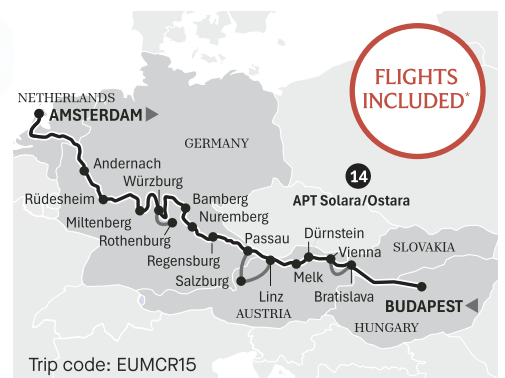 FLIGHTS
INCLUDED*
NETHERLANDS
AMSTERDAM
GERMANY
Andernach
Würzburg
14
Rüdesheim
Bamberg
APT Solara/Ostara
Miltenberg
Nuremberg
Rothenburg
Dürnstein
Passau
SLOVAKIA
Regensburg
Vienna
Salzburg
Melk
Linz
Bratislava
BUDAPEST
AUSTRIA
HUNGARY
Trip code: EUMCR15